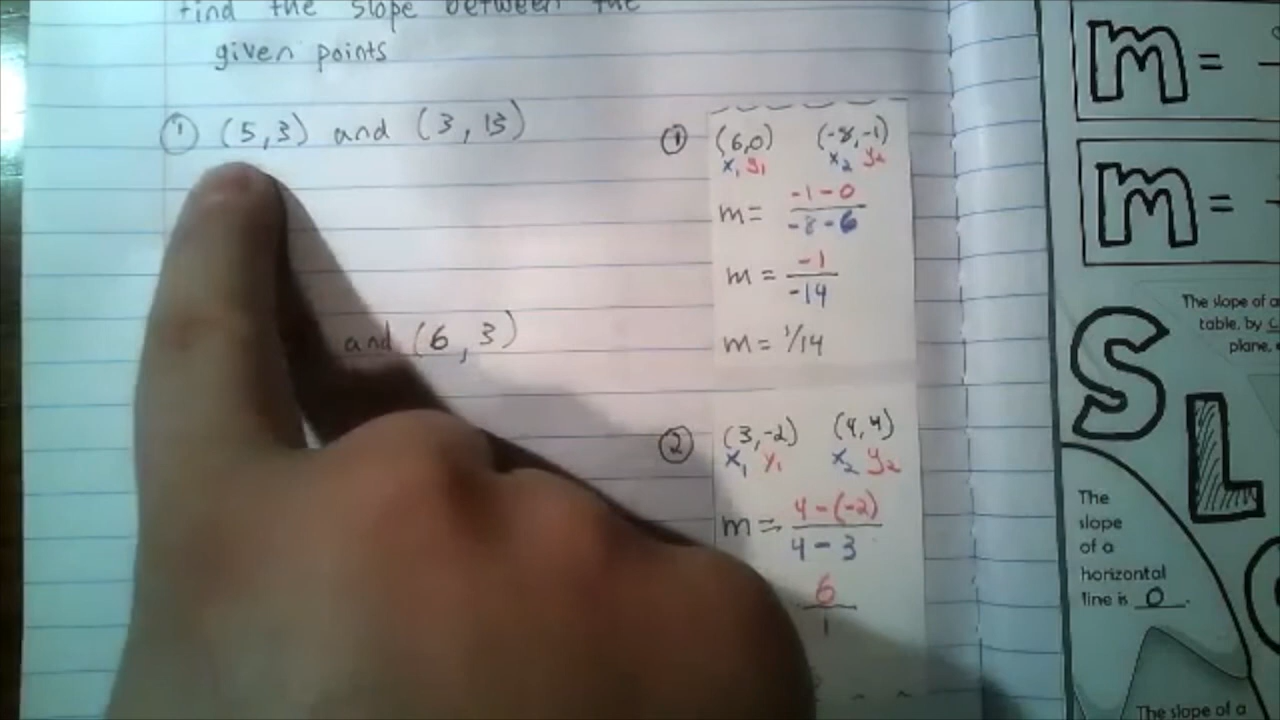 Find the slope between the
given points
① (5,3) and (3,13)
and (6,3)
① (6,0) (-8,-1)
x₁ y₁ x₂ y₂
m= -1-0
-8-6
m= -1
-14
m= 1/14
② (3,-2) (4,4)
x₁ y₁ x₂ y₂
m= 4-(-2)
4-3
6
1
m=
m=
S
L
The slope of a
table, by
plane,
The
slope
of a
horizontal
line is 0.
The slope of a